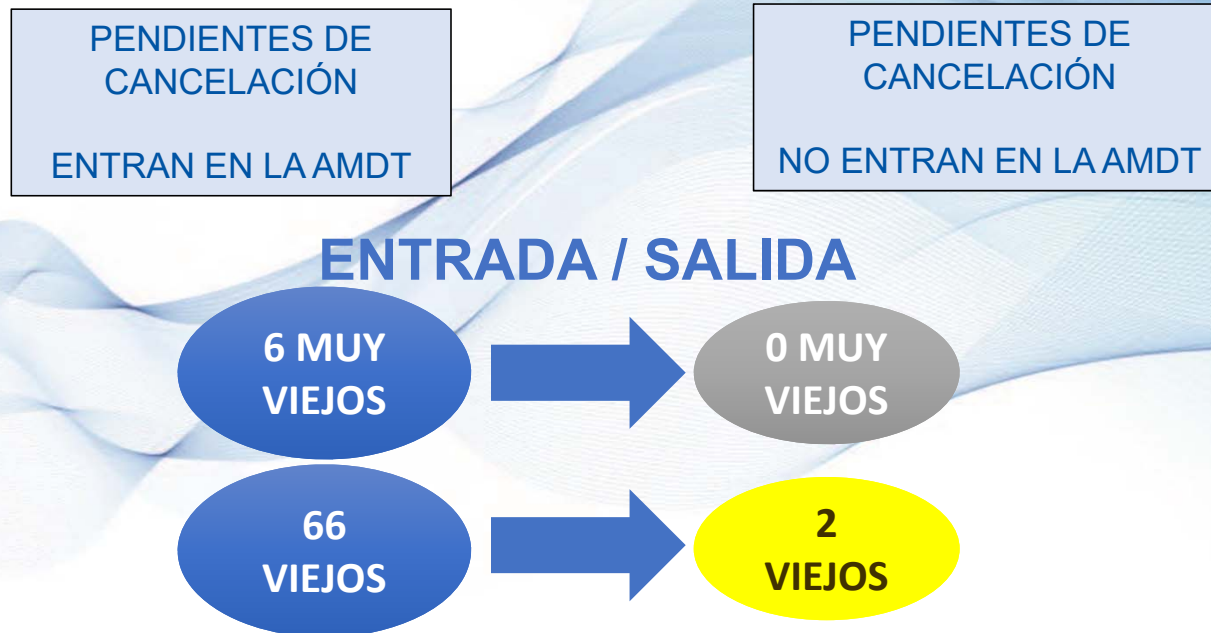 PENDIENTES DE
CANCELACIÓN
ENTRAN EN LA AMDT
PENDIENTES DE
CANCELACIÓN
NO ENTRAN EN LA AMDT
ENTRADA / SALIDA
6 MUY
VIEJOS
0 MUY
VIEJOS
66
VIEJOS
2
VIEJOS